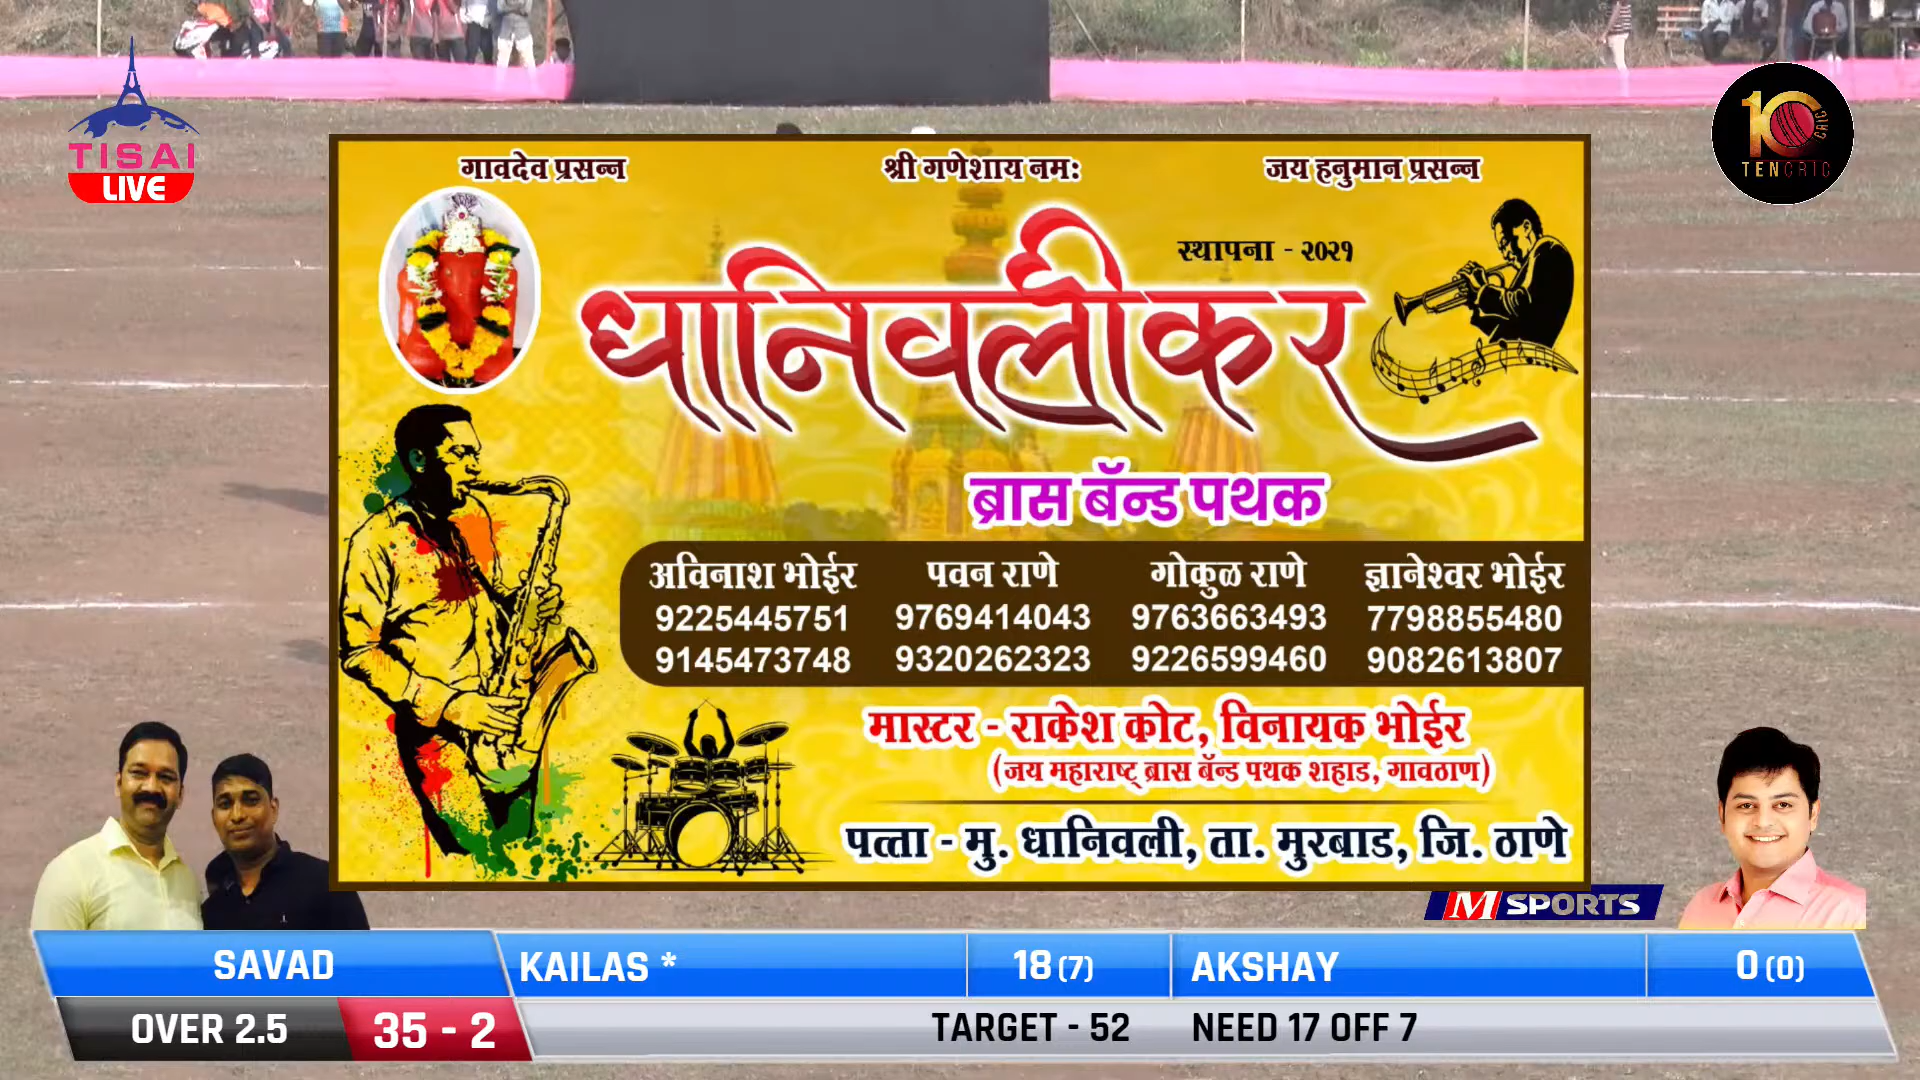 TISAI
LIVE
10
CRIC
TENCRIC
गावदेव प्रसन्न
श्री गणेशाय नम:
जय हनुमान प्रसन्न
स्थापना - २०२१
धानिवलीकर
ब्रास बॅन्ड पथक
अविनाश भोईर
9225445751
9145473748
पवन राणे
9769414043
9320262323
गोकुळ राणे
9763663493
9226599460
ज्ञानेश्वर भोईर
7798855480
9082613807
मास्टर - राकेश कोट, विनायक भोईर
(जय महाराष्ट् ब्रास बॅन्ड पथक शहाड, गावठाण)
पत्ता - मु. धानिवली, ता. मुरबाड, जि. ठाणे
M SPORTS
SAVAD
KAILAS *
18 (7)
AKSHAY
0 (0)
OVER 2.5
35 - 2
TARGET - 52
NEED 17 OFF 7